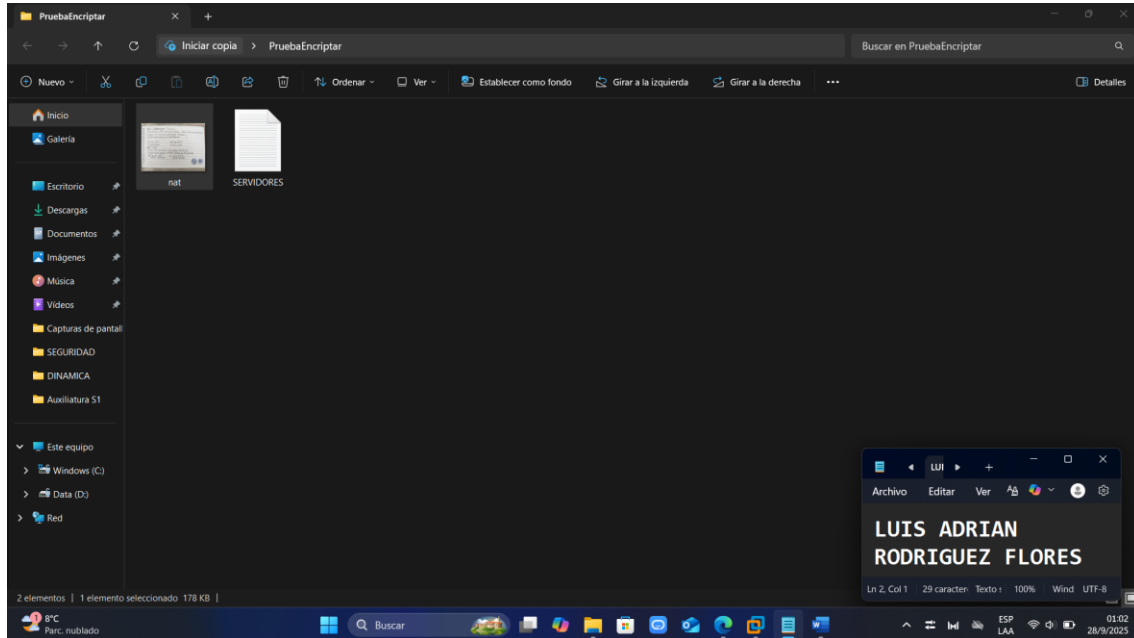 PruebaEncriptar
Iniciar copia > PruebaEncriptar
Buscar en PruebaEncriptar
Nuevo
Ordenar
Ver
Establecer como fondo
Girar a la izquierda
Girar a la derecha
Detalles
Inicio
Galería
Escritorio
Descargas
Documentos
Imágenes
Música
Vídeos
Capturas de pantall
SEGURIDAD
DINAMICA
Auxiliatura S1
Este equipo
Windows (C:)
Data (D:)
Red
nat
SERVIDORES
LUI
Archivo Editar Ver
LUIS ADRIAN
RODRIGUEZ FLORES
Ln 2, Col 1 29 caracter Texto 100% Wind UTF-8
2 elementos | 1 elemento seleccionado 178 KB |
1
8°C
Parc. nublado
Buscar
ESP
LAA
01:02
28/9/2025